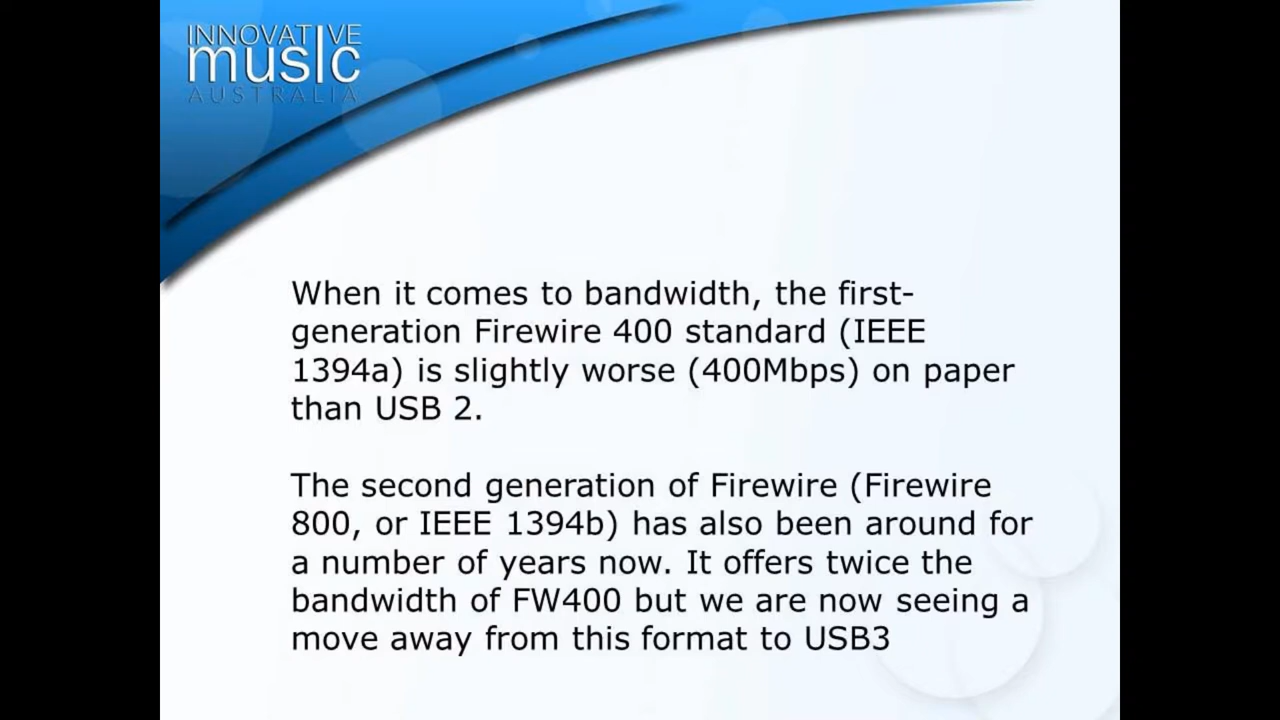 INNOVATIVE
music
AUSTRALIA
When it comes to bandwidth, the first-
generation Firewire 400 standard (IEEE
1394a) is slightly worse (400Mbps) on paper
than USB 2.
The second generation of Firewire (Firewire
800, or IEEE 1394b) has also been around for
a number of years now. It offers twice the
bandwidth of FW400 but we are now seeing a
move away from this format to USB3